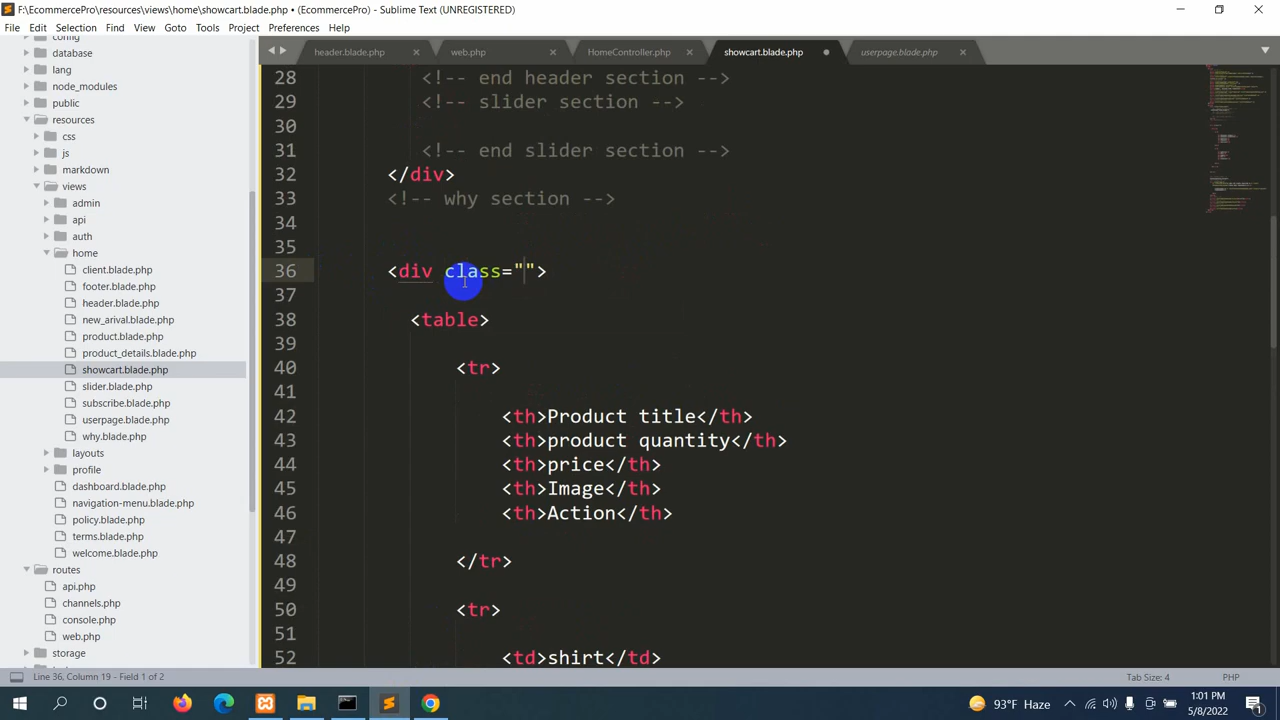 F:\EcommercePro\resources\views\home\showcart.blade.php • (EcommercePro) - Sublime Text (UNREGISTERED)
File Edit Selection Find View Goto Tools Project Preferences Help
header.blade.php web.php HomeController.php showcart.blade.php userpage.blade.php
config
database
lang
node_modules
public
resources
css
js
markdown
views
admin
api
auth
home
client.blade.php
footer.blade.php
header.blade.php
new_arival.blade.php
product.blade.php
product_details.blade.php
showcart.blade.php
slider.blade.php
subscribe.blade.php
userpage.blade.php
why.blade.php
layouts
profile
dashboard.blade.php
navigation-menu.blade.php
policy.blade.php
terms.blade.php
welcome.blade.php
routes
api.php
channels.php
console.php
web.php
storage
28 <!-- end header section -->
29 <!-- slider section -->
30
31 <!-- end slider section -->
32 </div>
33 <!-- why section -->
34
35
36 <div class="">
37
38 <table>
39
40 <tr>
41
42 <th>Product title</th>
43 <th>product quantity</th>
44 <th>price</th>
45 <th>Image</th>
46 <th>Action</th>
47
48 </tr>
49
50 <tr>
51
52 <td>shirt</td>
Line 36, Column 19 - Field 1 of 2 Tab Size: 4 PHP
93°F Haze 1:01 PM
5/8/2022